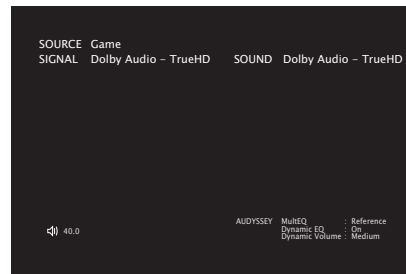 SOURCE Game
SIGNAL Dolby Audio – TrueHD SOUND Dolby Audio – TrueHD
40.0
AUDYSSEY MultEQ : Reference
Dynamic EQ : On
Dynamic Volume : Medium